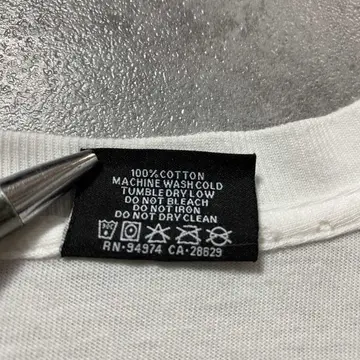 100% COTTON
MACHINE WASH COLD
TUMBLE DRY LOW
DO NOT BLEACH
DO NOT IRON
DO NOT DRY CLEAN
RN-94974 CA-28629